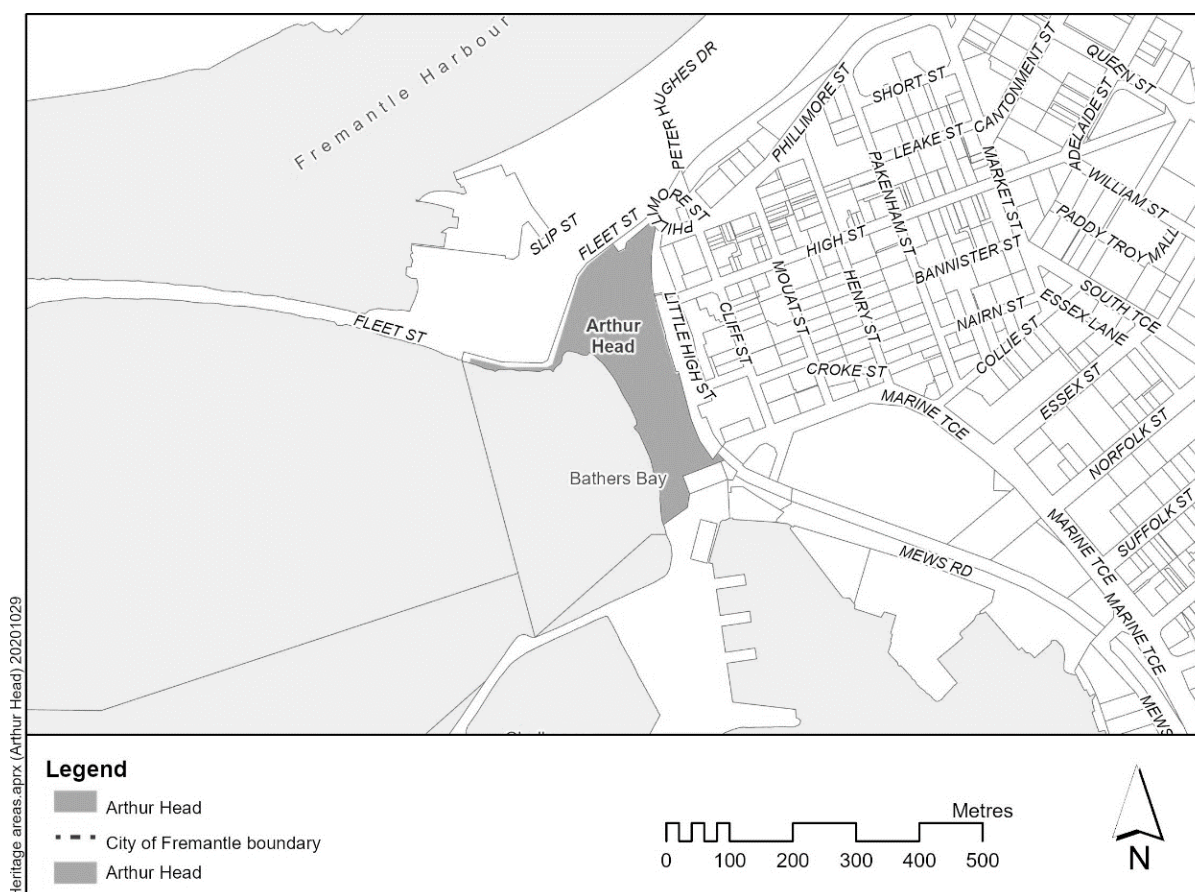 Fremantle Harbour
PETER HUGHES DR
PHILLIMORE ST
SHORT ST
CANTONMENT ST
QUEEN ST
ADELAIDE ST
LEAKE ST
PAKENHAM ST
MARKET ST
WILLIAM ST
PADDY TROY MALL
SLIP ST
FLEET ST
PHILLIMORE ST
HIGH ST
BANNISTER ST
MOUAT ST
HENRY ST
SOUTH TCE
ESSEX LANE
NAIRN ST
COLLIE ST
FLEET ST
Arthur
Head
LITTLE HIGH ST
CLIFF ST
CROKE ST
MARINE TCE
ESSEX ST
NORFOLK ST
SUFFOLK ST
Bathers Bay
MEWS RD
MARINE TCE
MARINE TCE
MEWS
Heritage areas.aprx (Arthur Head) 20201029
Legend
Arthur Head
City of Fremantle boundary
Arthur Head
Metres
0 100 200 300 400 500
N